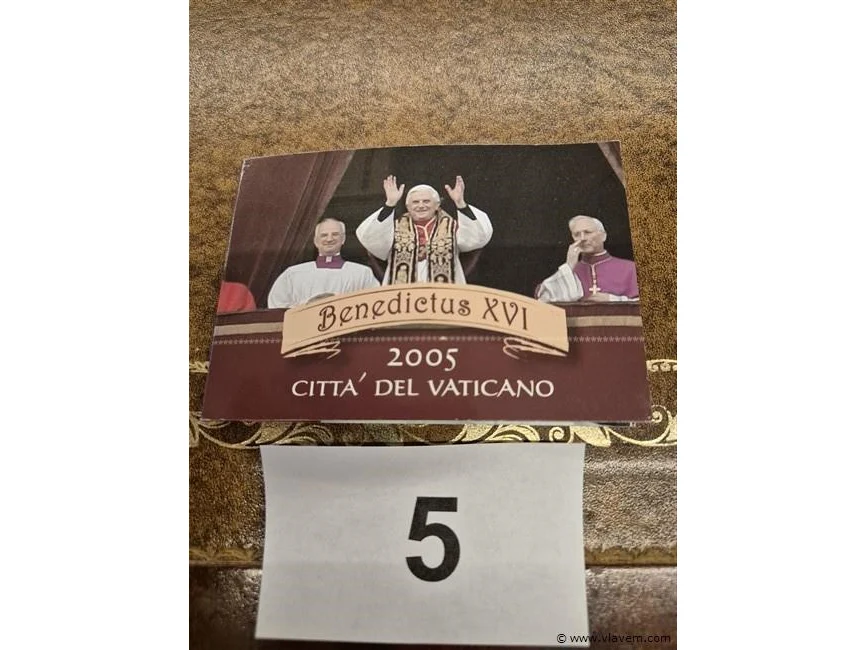 Benedictus XVI
2005
CITTA´ DEL VATICANO
5
© www.vlavem.com